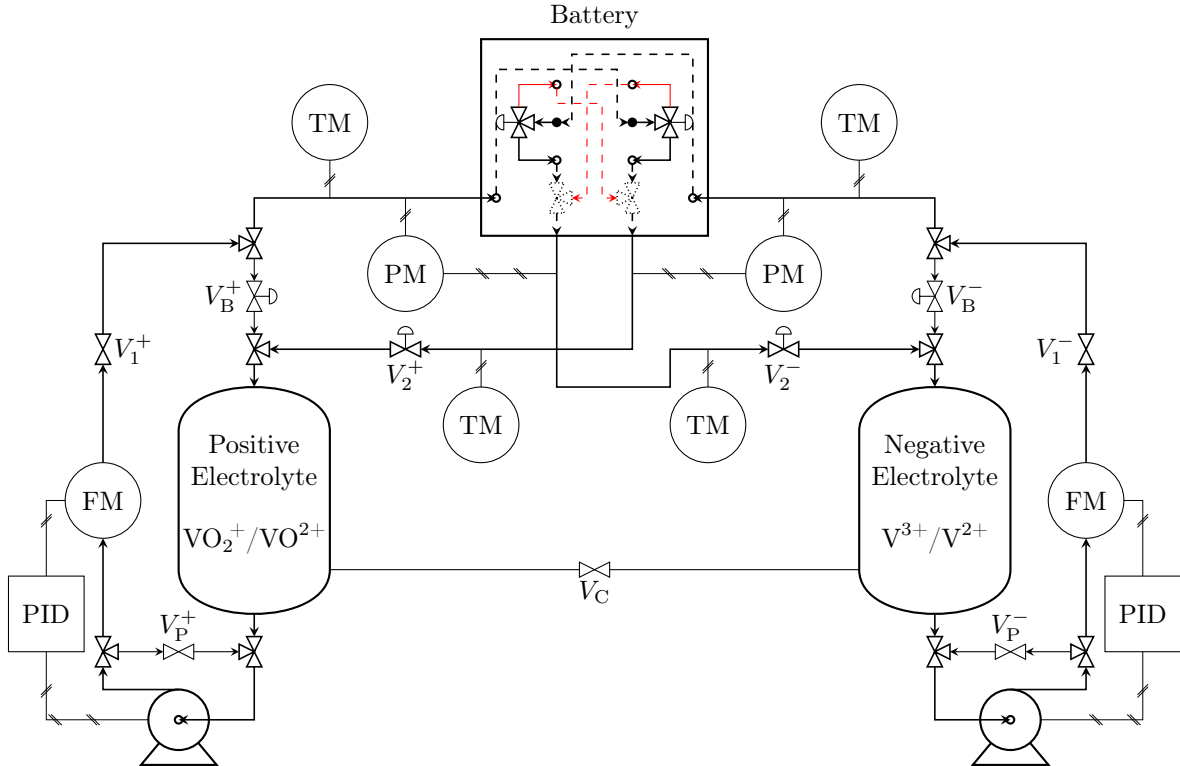 Battery
TM
TM
PM
PM
V_B^+
V_B^-
V_1^+
V_2^+
V_2^-
V_1^-
TM
TM
Positive
Electrolyte
VO₂⁺/VO²⁺
Negative
Electrolyte
V³⁺/V²⁺
FM
FM
V_C
PID
V_P^+
V_P^-
PID